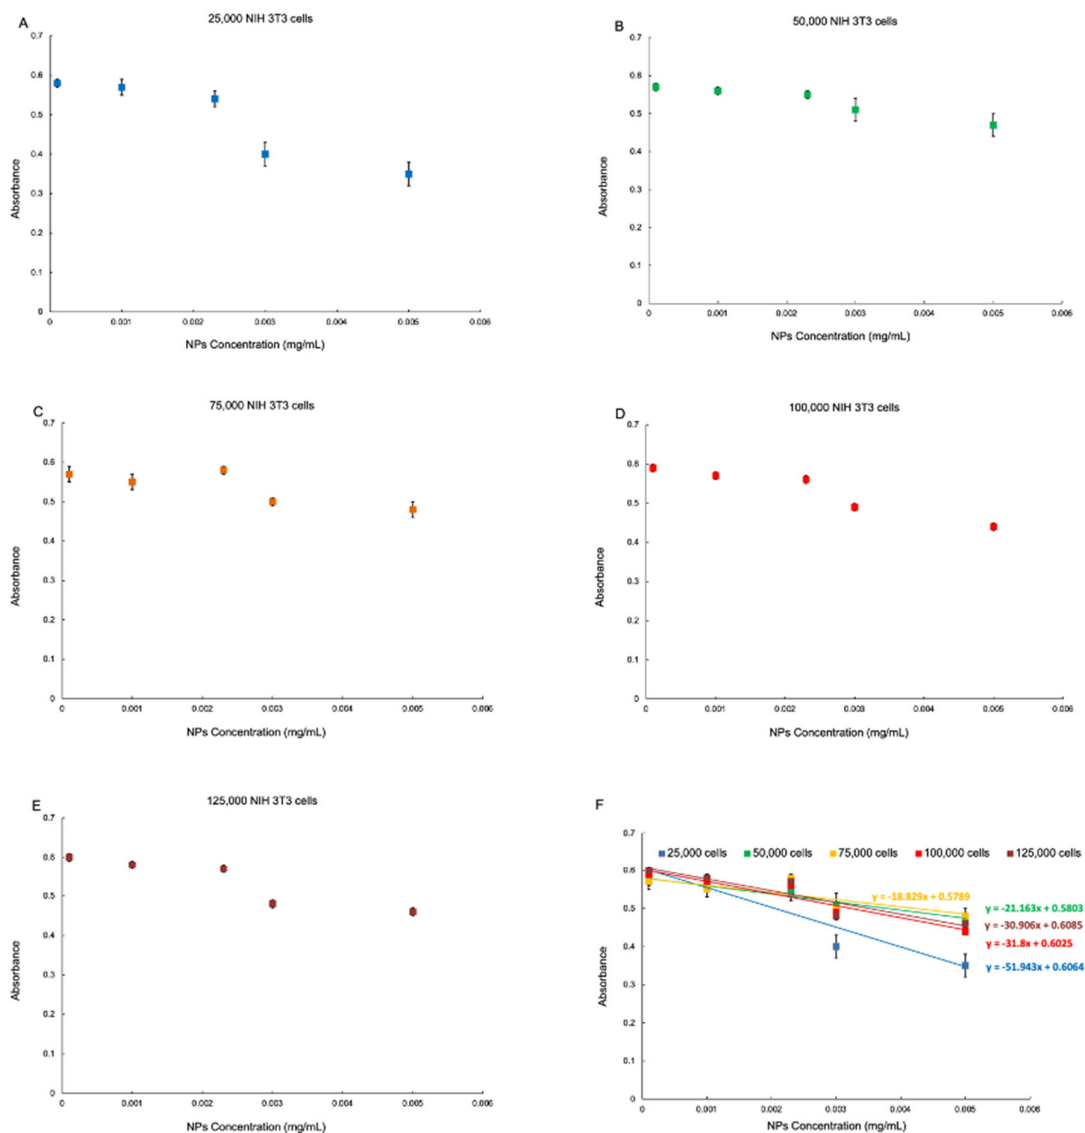 A
25,000 NIH 3T3 cells
0.7
0.6
0.5
0.4
0.3
0.2
0.1
0
Absorbance
0 0.001 0.002 0.003 0.004 0.005 0.006
NPs Concentration (mg/mL)
B
50,000 NIH 3T3 cells
0.7
0.6
0.5
0.4
0.3
0.2
0.1
0
Absorbance
0 0.001 0.002 0.003 0.004 0.005 0.006
NPs Concentration (mg/mL)
C
75,000 NIH 3T3 cells
0.7
0.6
0.5
0.4
0.3
0.2
0.1
0
Absorbance
0 0.001 0.002 0.003 0.004 0.005 0.006
NPs Concentration (mg/mL)
D
100,000 NIH 3T3 cells
0.7
0.6
0.5
0.4
0.3
0.2
0.1
0
Absorbance
0 0.001 0.002 0.003 0.004 0.005 0.006
NPs Concentration (mg/mL)
E
125,000 NIH 3T3 cells
0.7
0.6
0.5
0.4
0.3
0.2
0.1
0
Absorbance
0 0.001 0.002 0.003 0.004 0.005 0.006
NPs Concentration (mg/mL)
F
0.7
0.6
0.5
0.4
0.3
0.2
0.1
0
Absorbance
25,000 cells 50,000 cells 75,000 cells 100,000 cells 125,000 cells
y = -18.829x + 0.5789
y = -21.163x + 0.5803
y = -30.906x + 0.6085
y = -31.8x + 0.6025
y = -51.943x + 0.6064
0 0.001 0.002 0.003 0.004 0.005 0.006
NPs Concentration (mg/mL)